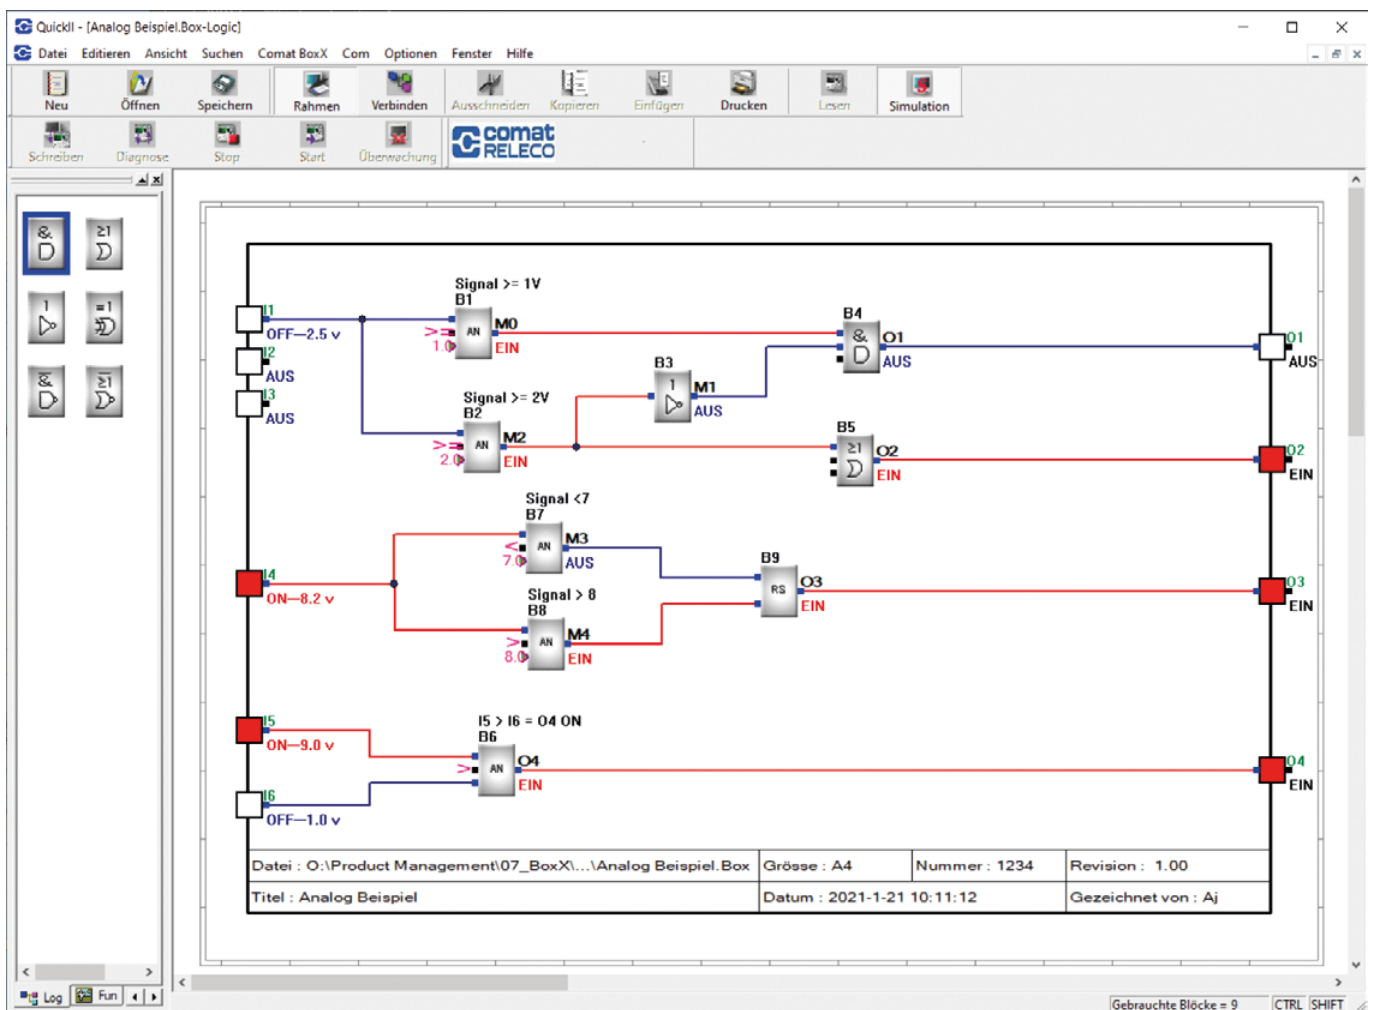 QuickII - [Analog Beispiel.Box-Logic]
Datei Editieren Ansicht Suchen Comat BoxX Com Optionen Fenster Hilfe
Neu Öffnen Speichern Rahmen Verbinden Ausschneiden Kopieren Einfügen Drucken Lesen Simulation
Schreiben Diagnose Stop Start Überwachung comat RELECO
& ≥1
1 =1
& ≥1
Signal >= 1V
B1
I1
OFF—2.5 v
AN
M0
>=
1.0
EIN
I2
AUS
I3
AUS
B4
&
O1
AUS
O1
AUS
B3
1
M1
AUS
Signal >= 2V
B2
AN
M2
>=
2.0
EIN
B5
≥1
O2
EIN
O2
EIN
Signal <7
B7
AN
M3
<
7.0
AUS
I4
ON—8.2 v
Signal > 8
B8
AN
M4
>
8.0
EIN
B9
RS
O3
EIN
O3
EIN
I5 > I6 = O4 ON
B6
I5
ON—9.0 v
AN
O4
>
EIN
O4
EIN
I6
OFF—1.0 v
Datei : O:\Product Management\07_BoxX\...\Analog Beispiel.Box Grösse : A4 Nummer : 1234 Revision : 1.00
Titel : Analog Beispiel Datum : 2021-1-21 10:11:12 Gezeichnet von : Aj
Log Fun
Gebrauchte Blöcke = 9 CTRL SHIFT